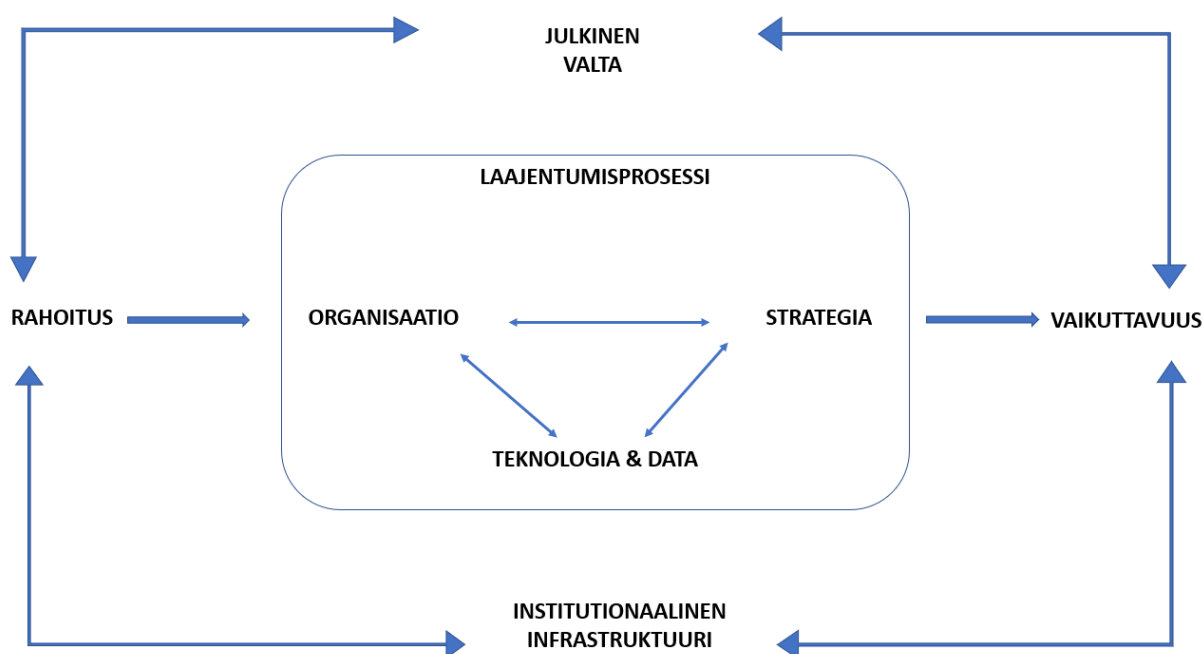 JULKINEN
VALTA
LAAJENTUMISPROSESSI
RAHOITUS
ORGANISAATIO
STRATEGIA
VAIKUTTAVUUS
TEKNOLOGIA & DATA
INSTITUTIONAALINEN
INFRASTRUKTUURI